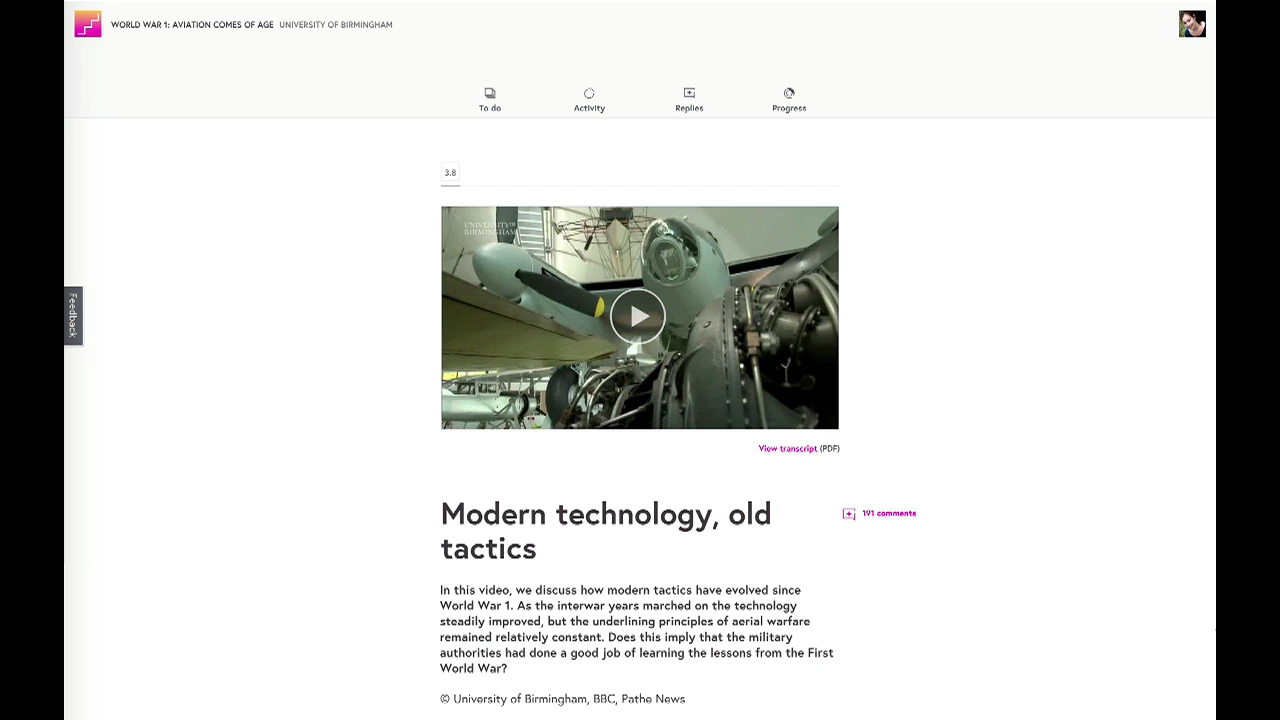 WORLD WAR 1: AVIATION COMES OF AGE UNIVERSITY OF BIRMINGHAM
To do
Activity
Replies
Progress
3.8
UNIVERSITY OF
BIRMINGHAM
Feedback
View transcript (PDF)
Modern technology, old
tactics
191 comments
In this video, we discuss how modern tactics have evolved since
World War 1. As the interwar years marched on the technology
steadily improved, but the underlining principles of aerial warfare
remained relatively constant. Does this imply that the military
authorities had done a good job of learning the lessons from the First
World War?
© University of Birmingham, BBC, Pathe News